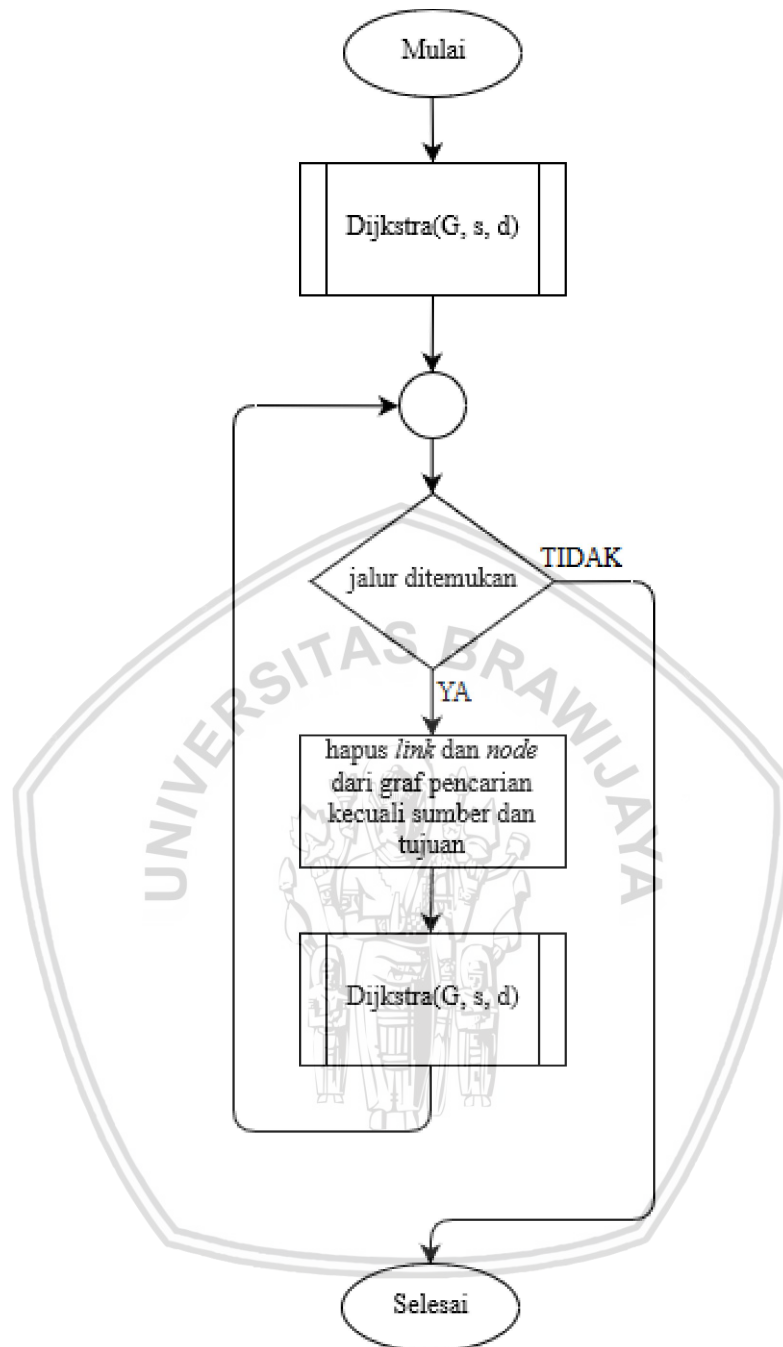 Mulai
Dijkstra(G, s, d)
jalur ditemukan
TIDAK
YA
hapus link dan node
dari graf pencarian
kecuali sumber dan
tujuan
Dijkstra(G, s, d)
Selesai
UNIVERSITAS BRAWIJAYA